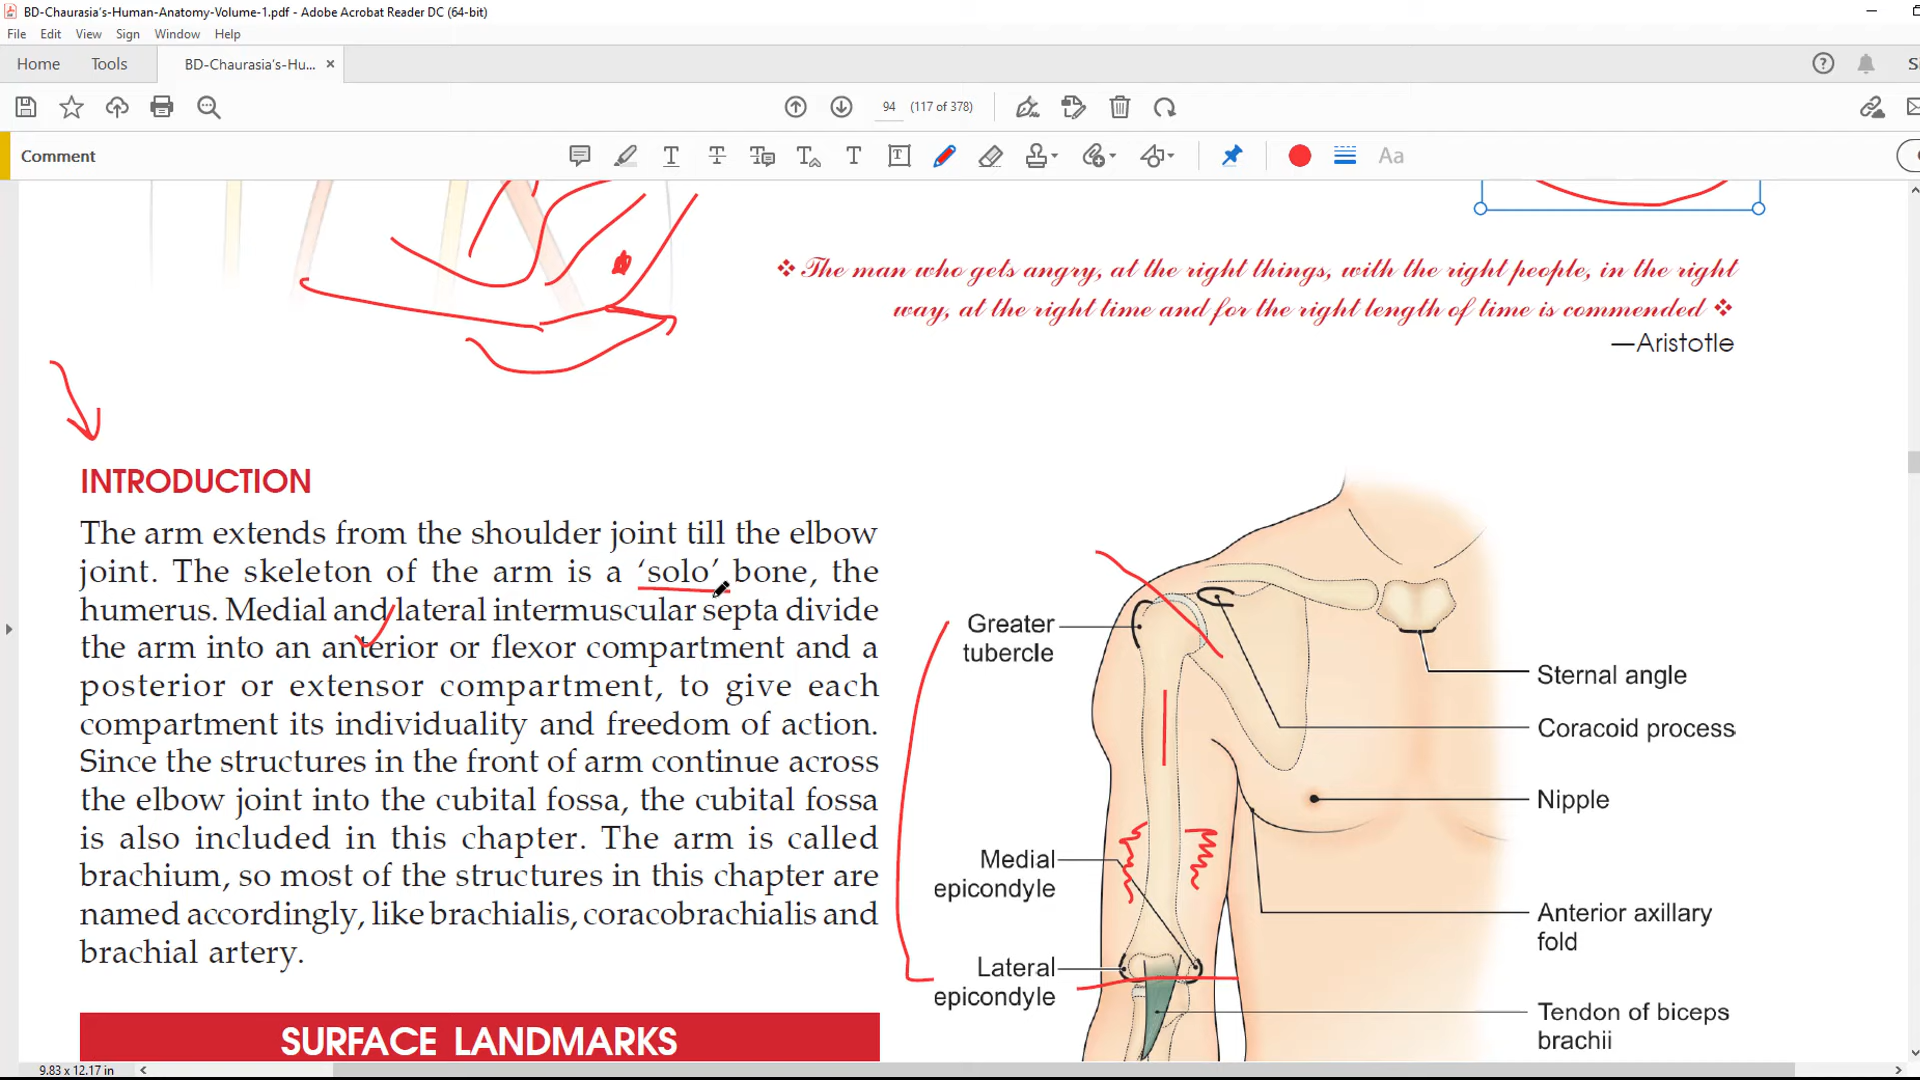 BD-Chaurasia's-Human-Anatomy-Volume-1.pdf - Adobe Acrobat Reader DC (64-bit)
File Edit View Sign Window Help
Home Tools BD-Chaurasia's-Hu... ×
94 (117 of 378)
Comment
T T T T T Aa
❖ The man who gets angry, at the right things, with the right people, in the right
way, at the right time and for the right length of time is commended ❖
—Aristotle
INTRODUCTION
The arm extends from the shoulder joint till the elbow
joint. The skeleton of the arm is a ‘solo’ bone, the
humerus. Medial and lateral intermuscular septa divide
the arm into an anterior or flexor compartment and a
posterior or extensor compartment, to give each
compartment its individuality and freedom of action.
Since the structures in the front of arm continue across
the elbow joint into the cubital fossa, the cubital fossa
is also included in this chapter. The arm is called
brachium, so most of the structures in this chapter are
named accordingly, like brachialis, coracobrachialis and
brachial artery.
SURFACE LANDMARKS
Greater
tubercle
Medial
epicondyle
Lateral
epicondyle
Sternal angle
Coracoid process
Nipple
Anterior axillary
fold
Tendon of biceps
brachii
9.83 x 12.17 in